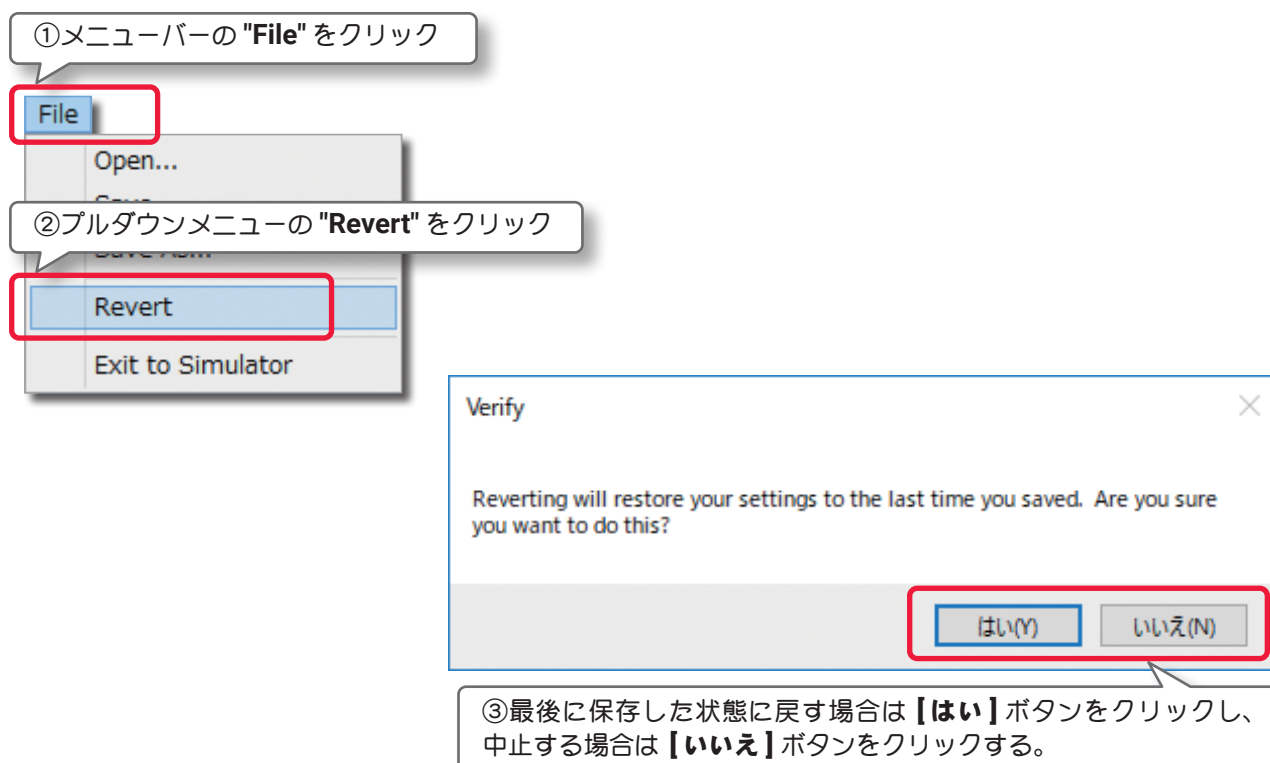 ①メニューバーの "File" をクリック
File
Open...
②プルダウンメニューの "Revert" をクリック
Revert
Exit to Simulator
Verify
Reverting will restore your settings to the last time you saved.  Are you sure
you want to do this?
はい(Y)
いいえ(N)
③最後に保存した状態に戻す場合は [はい] ボタンをクリックし、
中止する場合は [いいえ] ボタンをクリックする。